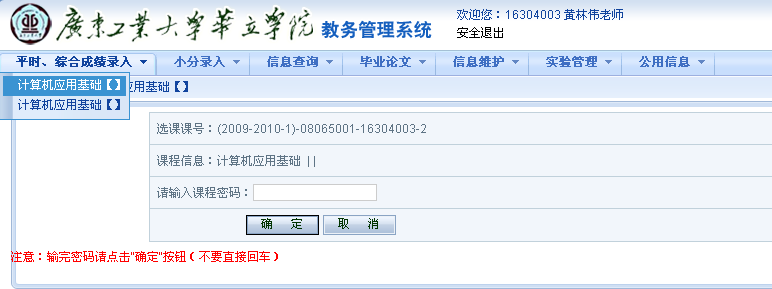 廣東工業大學華立學院 教务管理系统
欢迎您：16304003 黄林伟老师
安全退出
平时、综合成绩录入 小分录入 信息查询 毕业论文 信息维护 实验管理 公用信息
计算机应用基础【】 应用基础【】
计算机应用基础【】
选课课号：(2009-2010-1)-08065001-16304003-2
课程信息：计算机应用基础 ||
请输入课程密码：
确 定 取 消
注意：输完密码请点击"确定"按钮（不要直接回车）